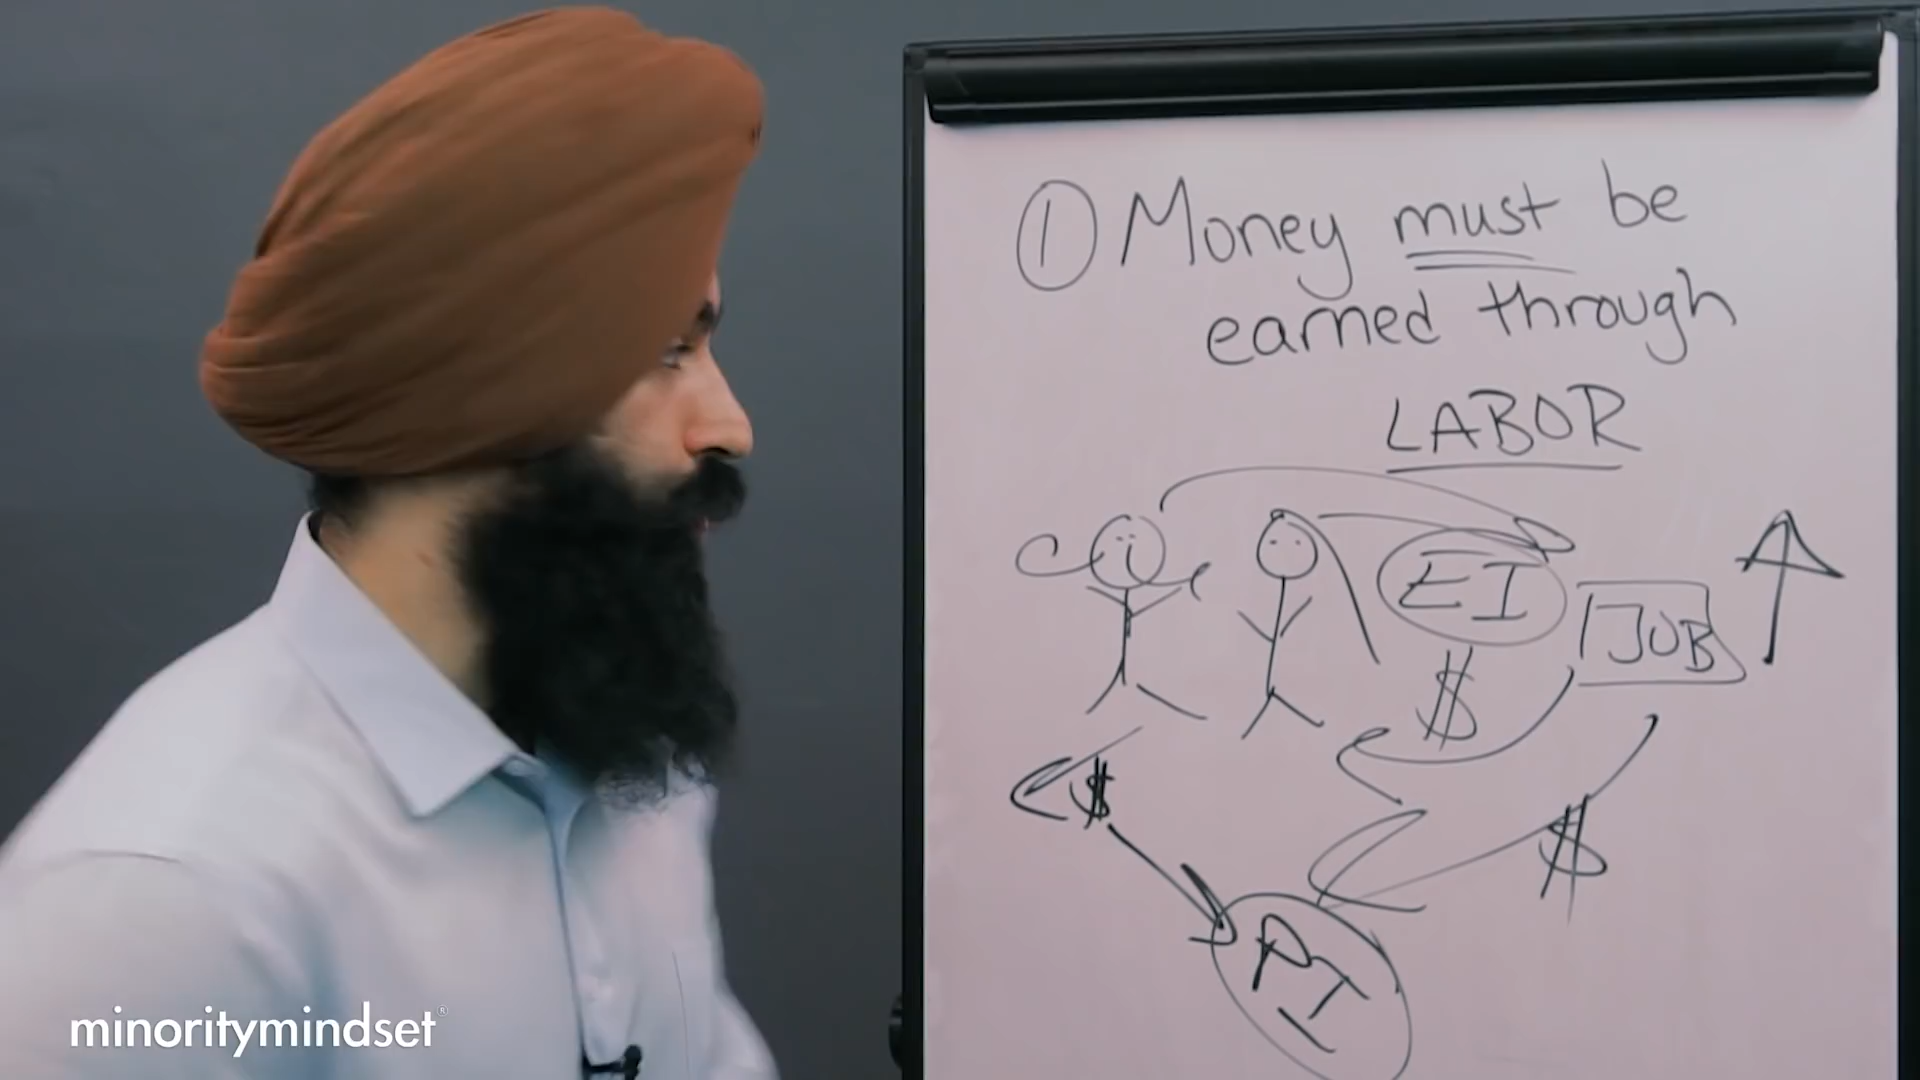 ① Money must be
earned through
LABOR
EI
JOB
$
$
$
PI
minoritymindset®